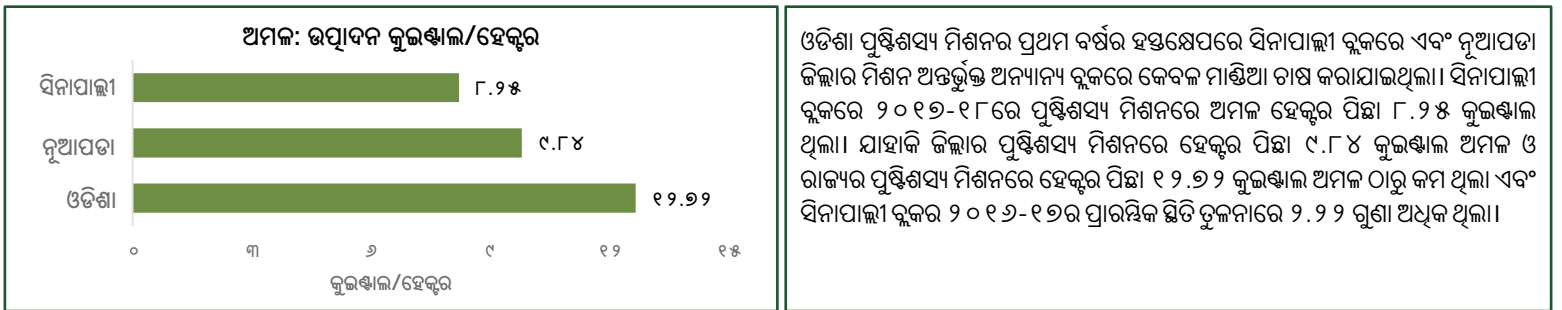 ଅମଳ: ଉତ୍ପାଦନ କୁଇଣ୍ଟାଲ/ହେକ୍ଟର
ସିନାପାଲ୍ଲୀ
୮.୨୫
ନୂଆପଡା
୯.୮୪
ଓଡିଶା
୧୨.୭୨
୦ ୩ ୬ ୯ ୧୨ ୧୫
କୁଇଣ୍ଟାଲ/ହେକ୍ଟର
ଓଡିଶା ପୁଷ୍ଟିଶସ୍ୟ ମିଶନର ପ୍ରଥମ ବର୍ଷର ହସ୍ତକ୍ଷେପରେ ସିନାପାଲ୍ଲୀ ବ୍ଲକରେ ଏବଂ ନୂଆପଡା
ଜିଲ୍ଲାର ମିଶନ ଅନ୍ତର୍ଭୁକ୍ତ ଅନ୍ୟାନ୍ୟ ବ୍ଲକରେ କେବଳ ମାଣ୍ଡିଆ ଚାଷ କରାଯାଇଥିଲା। ସିନାପାଲ୍ଲୀ
ବ୍ଲକରେ ୨୦୧୭-୧୮ରେ ପୁଷ୍ଟିଶସ୍ୟ ମିଶନରେ ଅମଳ ହେକ୍ଟର ପିଛା ୮.୨୫ କୁଇଣ୍ଟାଲ
ଥିଲା। ଯାହାକି ଜିଲ୍ଲାର ପୁଷ୍ଟିଶସ୍ୟ ମିଶନରେ ହେକ୍ଟର ପିଛା ୯.୮୪ କୁଇଣ୍ଟାଲ ଅମଳ ଓ
ରାଜ୍ୟର ପୁଷ୍ଟିଶସ୍ୟ ମିଶନରେ ହେକ୍ଟର ପିଛା ୧୨.୭୨ କୁଇଣ୍ଟାଲ ଅମଳ ଠାରୁ କମ ଥିଲା ଏବଂ
ସିନାପାଲ୍ଲୀ ବ୍ଲକର ୨୦୧୬-୧୭ର ପ୍ରାରମ୍ଭିକ ସ୍ଥିତି ତୁଳନାରେ ୨.୨୨ ଗୁଣା ଅଧିକ ଥିଲା।